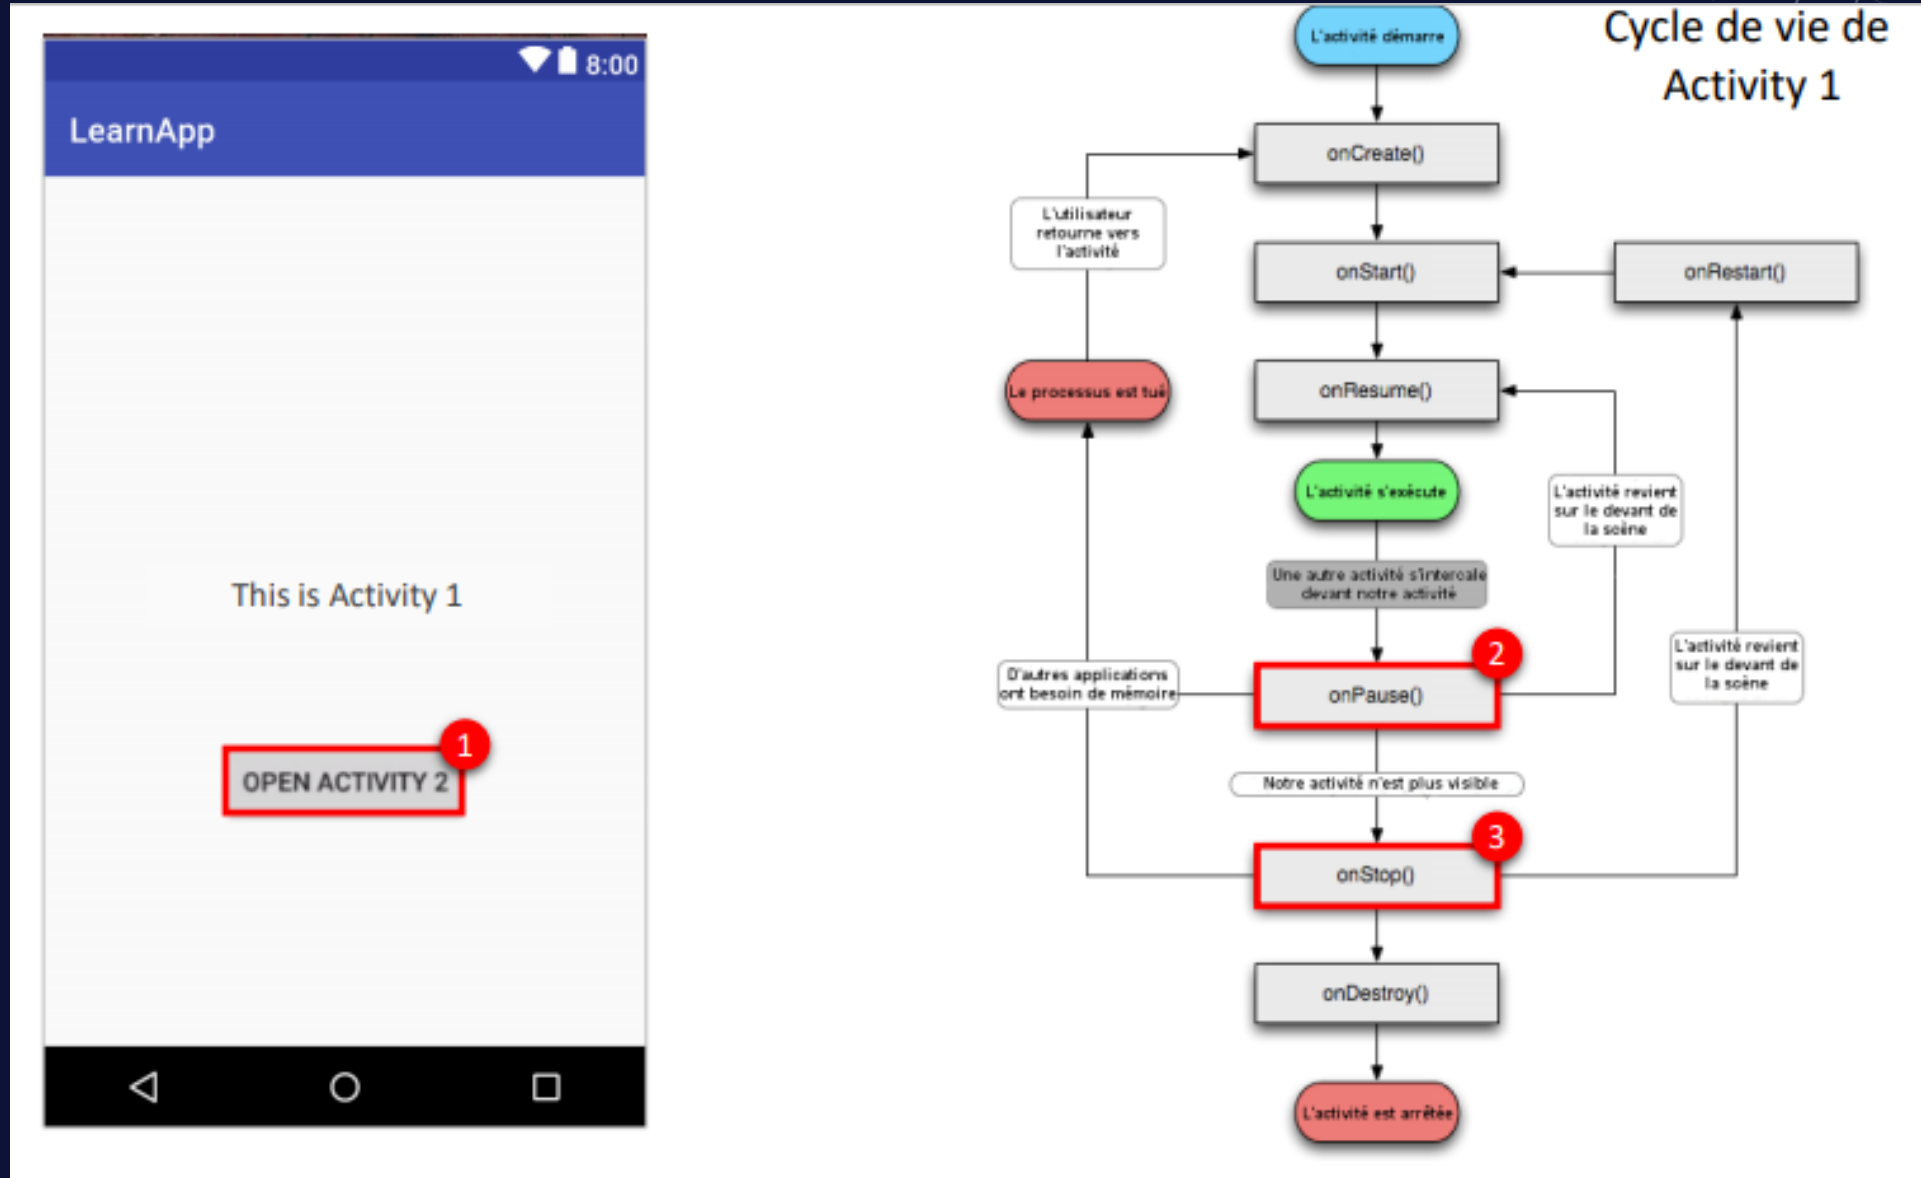 8:00
LearnApp
This is Activity 1
1
OPEN ACTIVITY 2
Cycle de vie de
Activity 1
L'activité démarre
onCreate()
L'utilisateur
retourne vers
l'activité
onStart()
onRestart()
Le processus est tué
onResume()
L'activité s'exécute
L'activité revient
sur le devant de
la scène
Une autre activité s'intercale
devant notre activité
2
D'autres applications
ont besoin de mémoire
onPause()
L'activité revient
sur le devant de
la scène
Notre activité n'est plus visible
3
onStop()
onDestroy()
L'activité est arrêtée